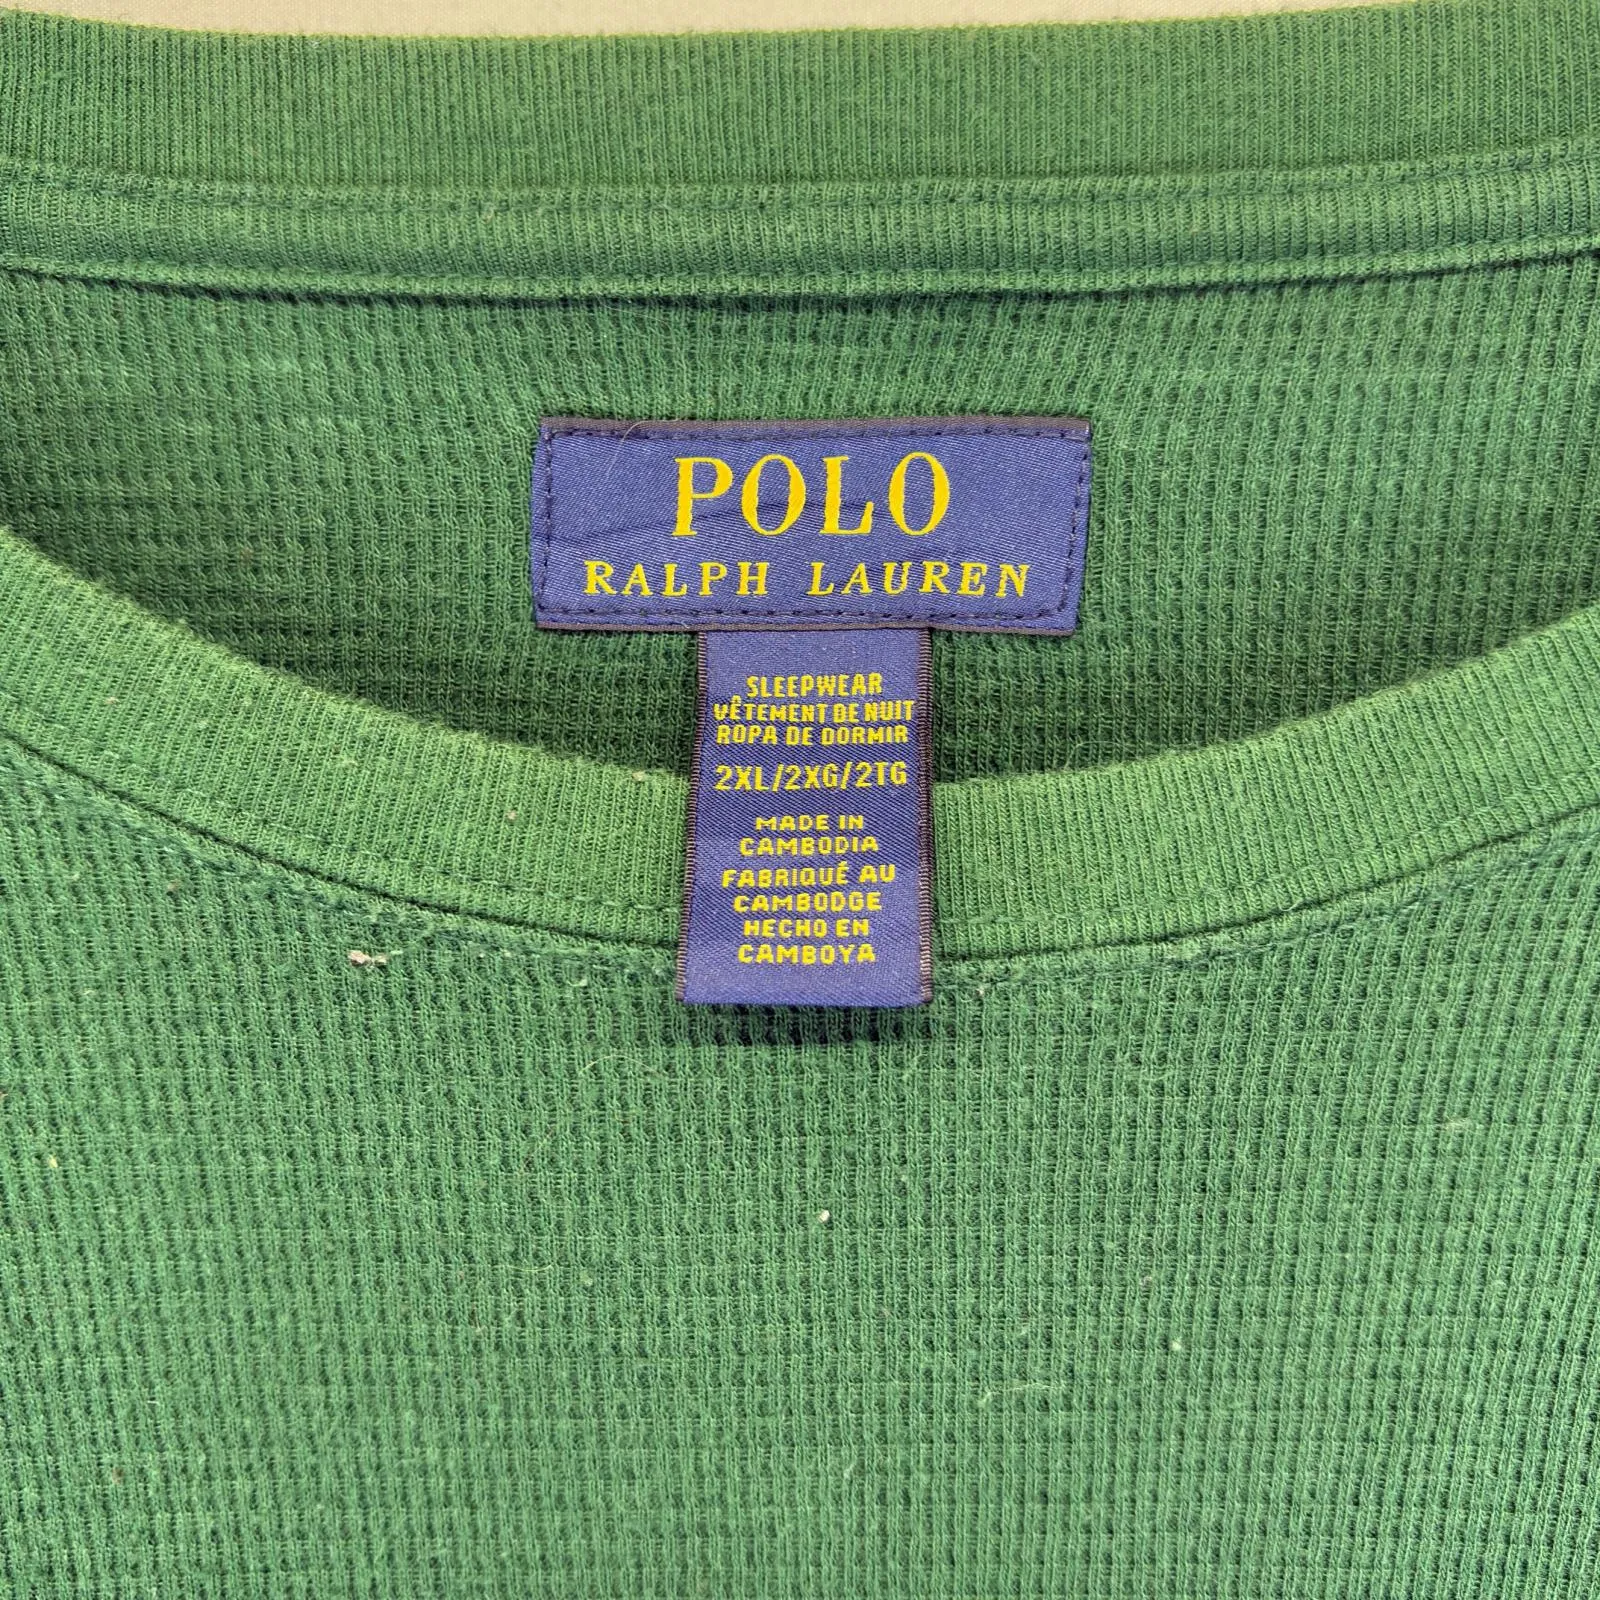 POLO
RALPH LAUREN
SLEEPWEAR
VÊTEMENT DE NUIT
ROPA DE DORMIR
2XL/2XG/2TG
MADE IN
CAMBODIA
FABRIQUÉ AU
CAMBODGE
HECHO EN
CAMBOYA